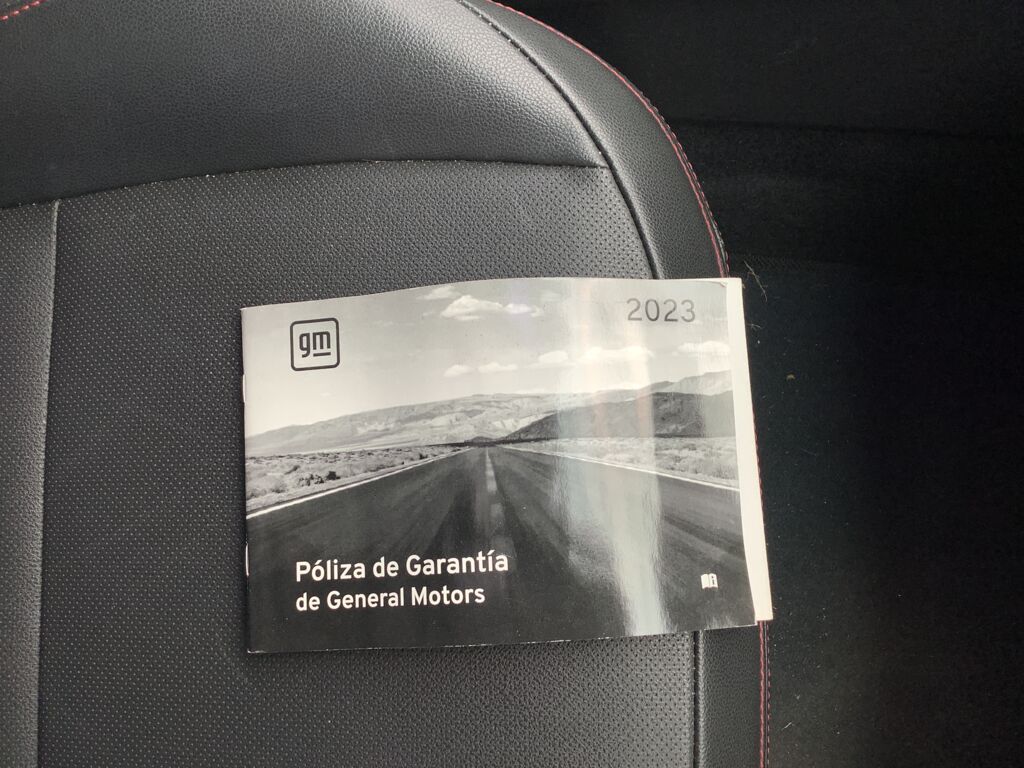 gm
2023
Póliza de Garantía
de General Motors